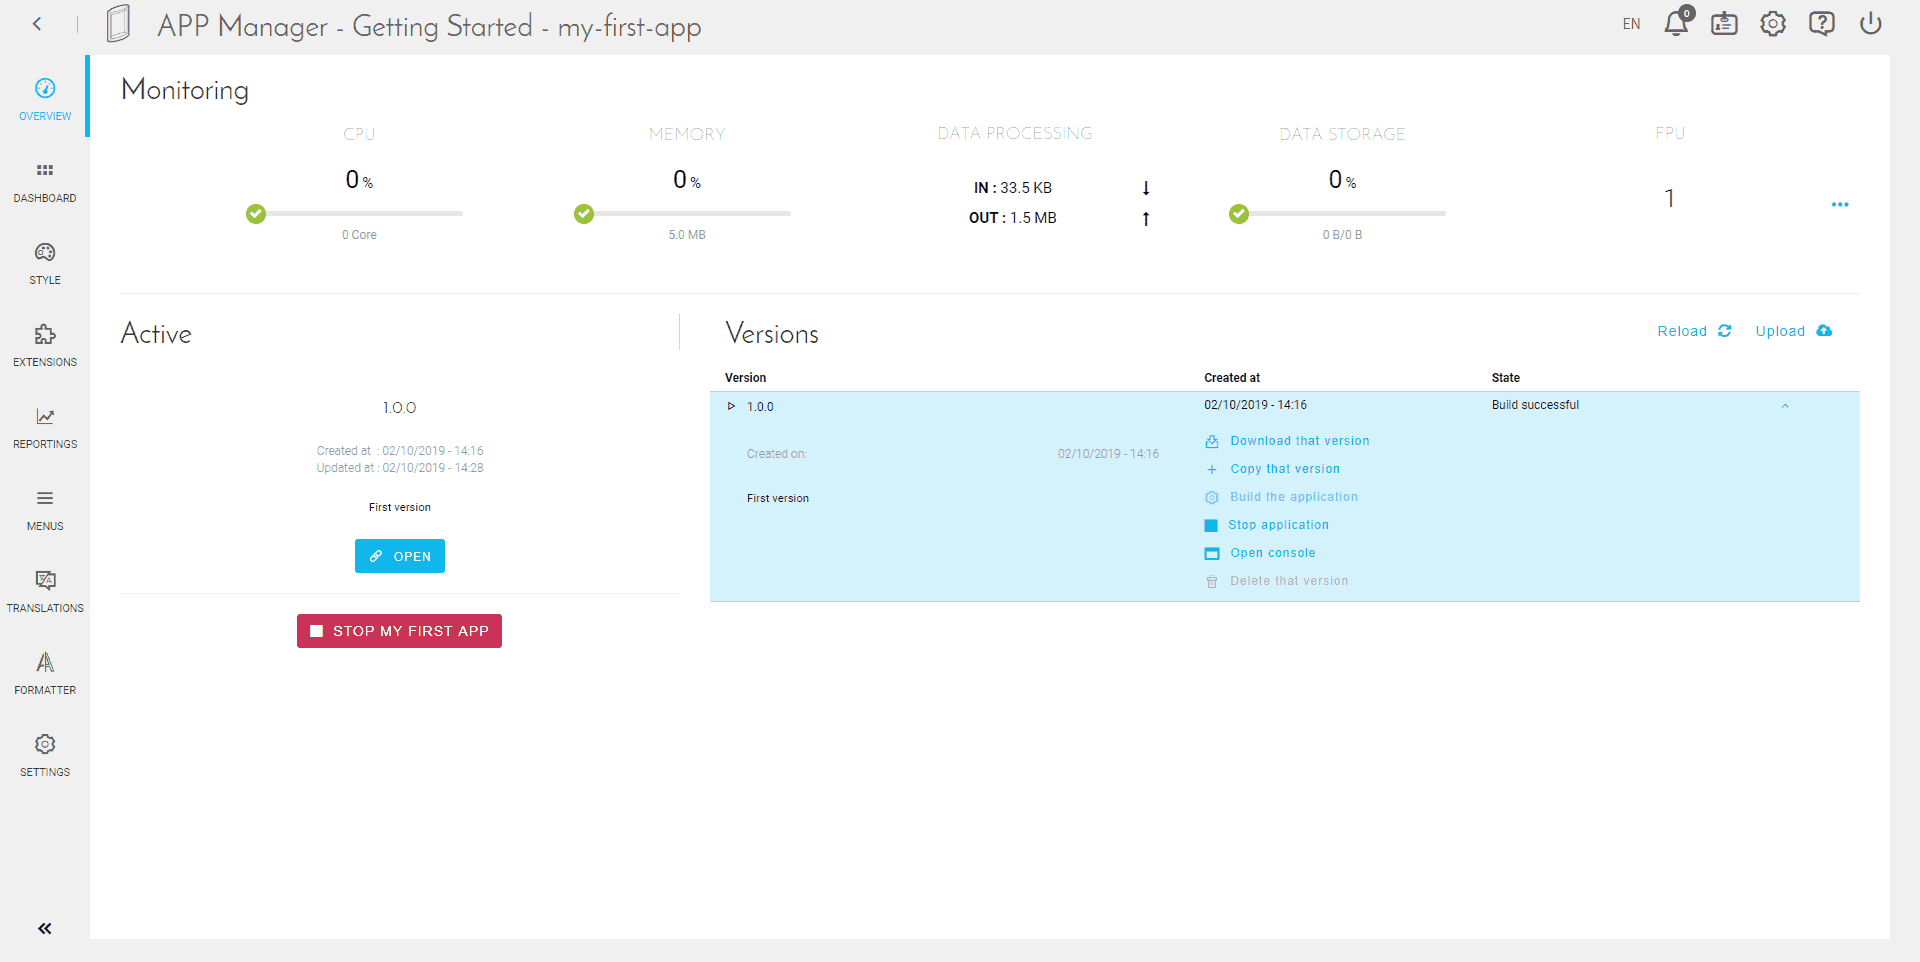 APP Manager - Getting Started - my-first-app
EN
0
OVERVIEW
DASHBOARD
STYLE
EXTENSIONS
REPORTINGS
MENUS
TRANSLATIONS
FORMATTER
SETTINGS
Monitoring
CPU
0 %
0 Core
MEMORY
0 %
5.0 MB
DATA PROCESSING
IN : 33.5 KB
OUT : 1.5 MB
DATA STORAGE
0 %
0 B/0 B
FPU
1
Active
1.0.0
Created at : 02/10/2019 - 14:16
Updated at : 02/10/2019 - 14:28
First version
OPEN
STOP MY FIRST APP
Versions
Reload
Upload
Version Created at State
1.0.0 02/10/2019 - 14:16 Build successful
Created on: 02/10/2019 - 14:16
First version
Download that version
Copy that version
Build the application
Stop application
Open console
Delete that version